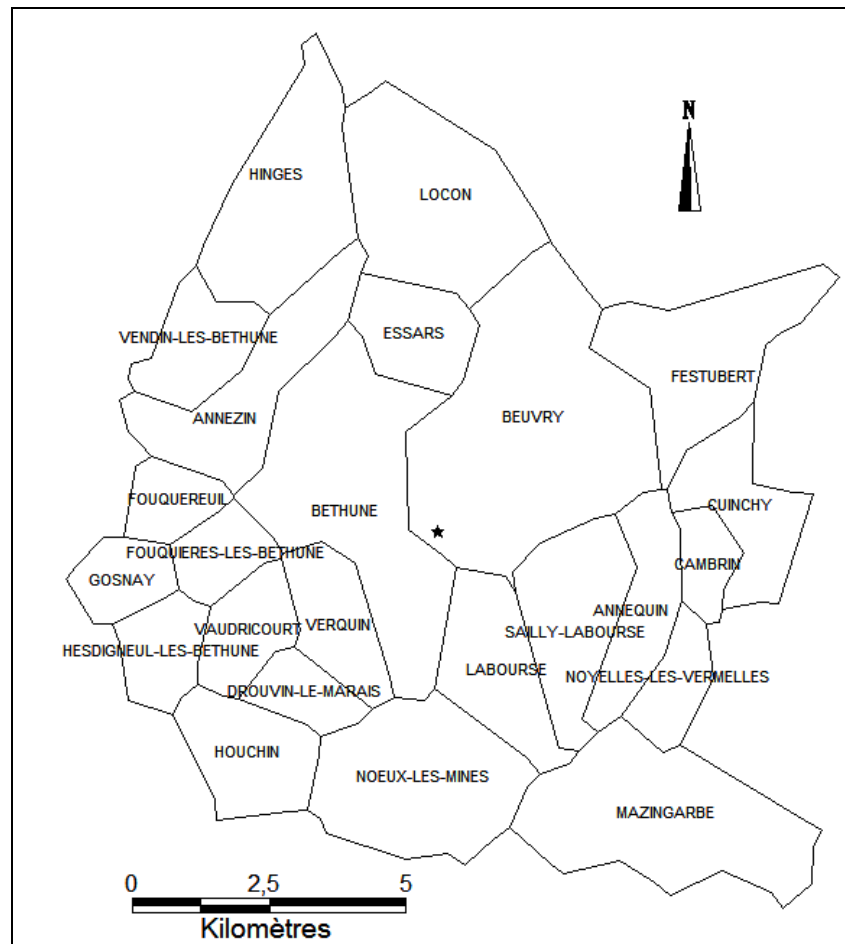 N
HINGES
LOCON
VENDIN-LES-BETHUNE
ESSARS
FESTUBERT
ANNEZIN
BEUVRY
FOUQUEREUIL
BETHUNE
CUINCHY
FOUQUIERES-LES-BETHUNE
CAMBRIN
GOSNAY
ANNEQUIN
VAUDRICOURT
VERQUIN
SAILLY-LABOURSE
HESDIGNEUL-LES-BETHUNE
LABOURSE
NOYELLES-LES-VERMELLES
DROUVIN-LE-MARAIS
HOUCHIN
NOEUX-LES-MINES
MAZINGARBE
0 2,5 5
Kilomètres